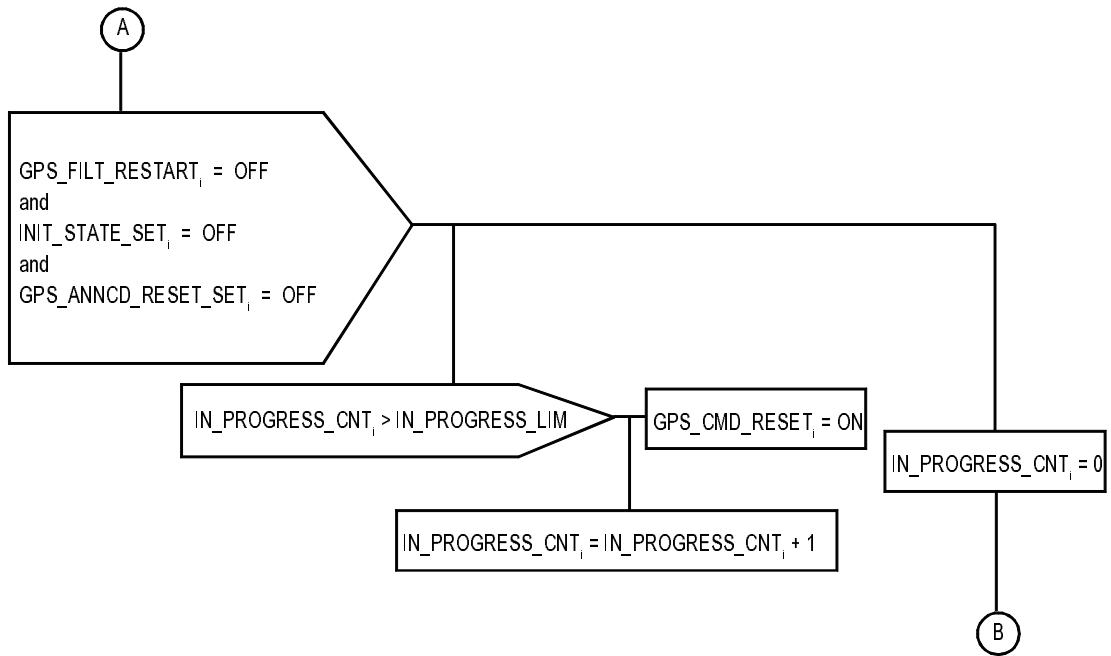 A
GPS_FILT_RESTARTi = OFF
and
INIT_STATE_SETi = OFF
and
GPS_ANNCD_RESET_SETi = OFF
IN_PROGRESS_CNTi > IN_PROGRESS_LIM
GPS_CMD_RESETi = ON
IN_PROGRESS_CNTi = 0
IN_PROGRESS_CNTi = IN_PROGRESS_CNTi + 1
B